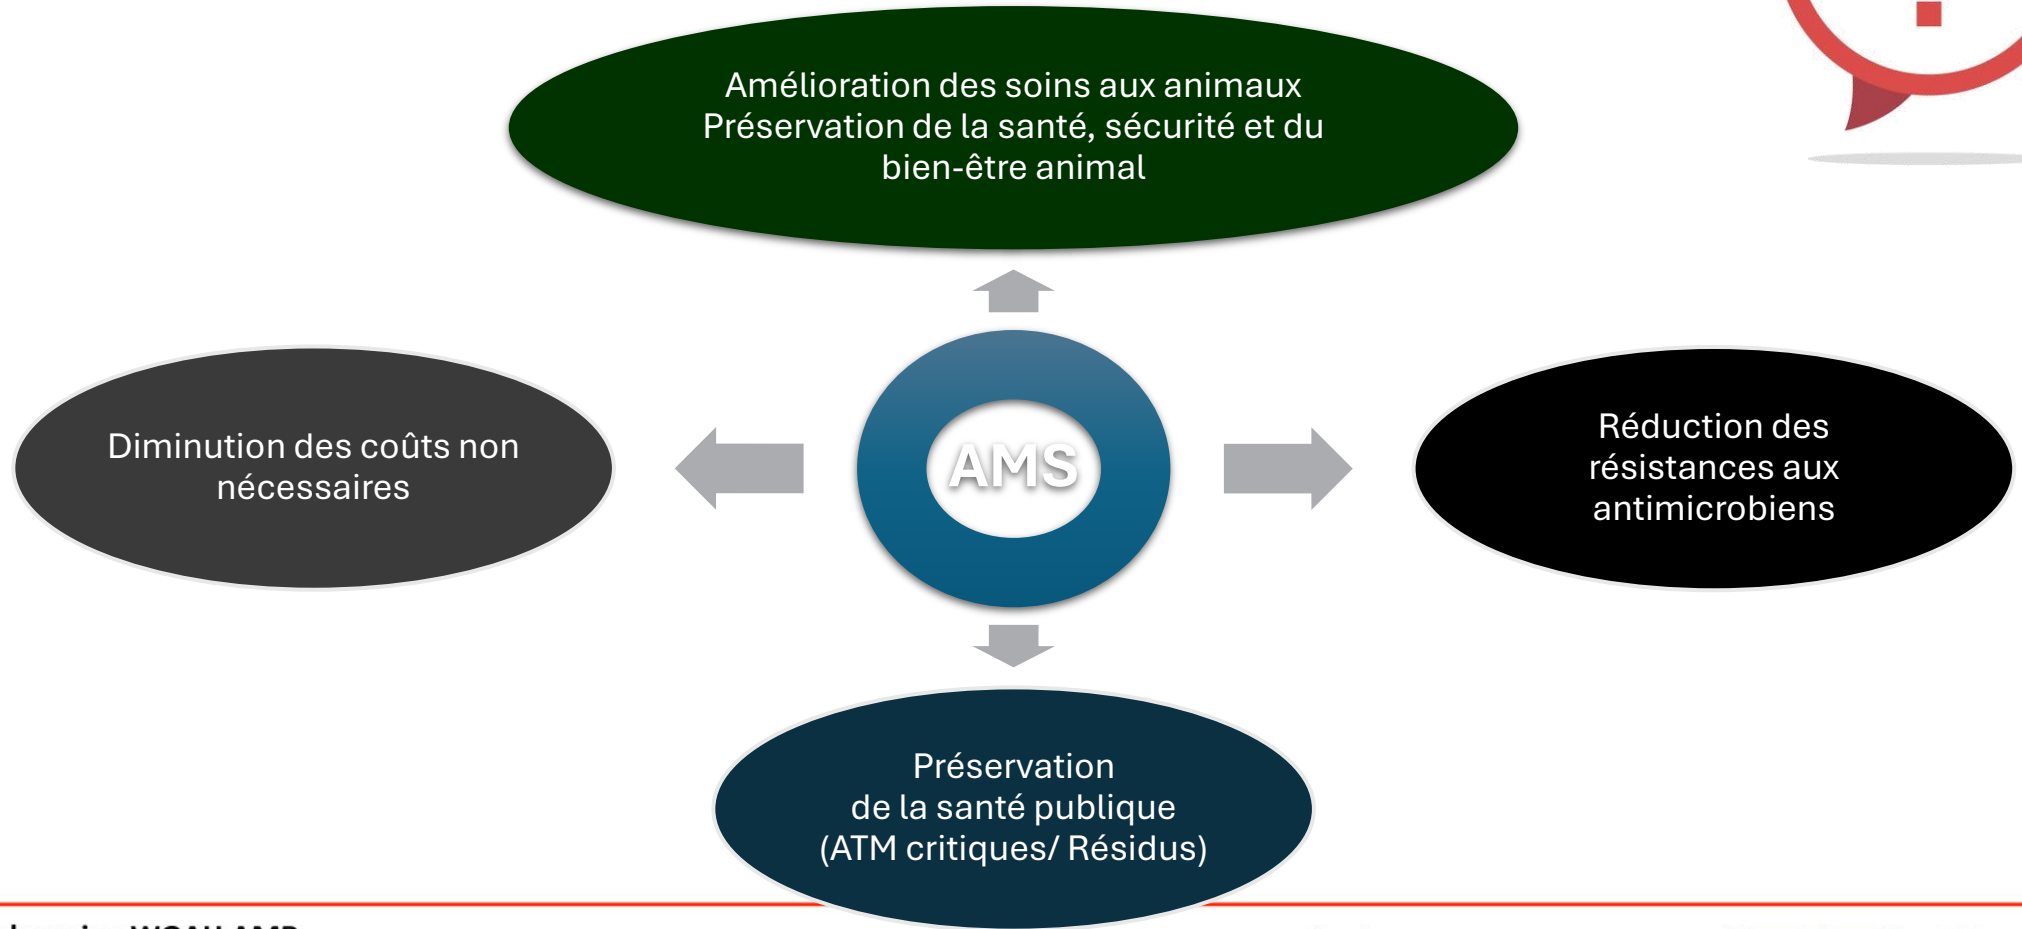 Amélioration des soins aux animaux
Préservation de la santé, sécurité et du
bien-être animal
Diminution des coûts non
nécessaires
AMS
Réduction des
résistances aux
antimicrobiens
Préservation
de la santé publique
(ATM critiques/ Résidus)